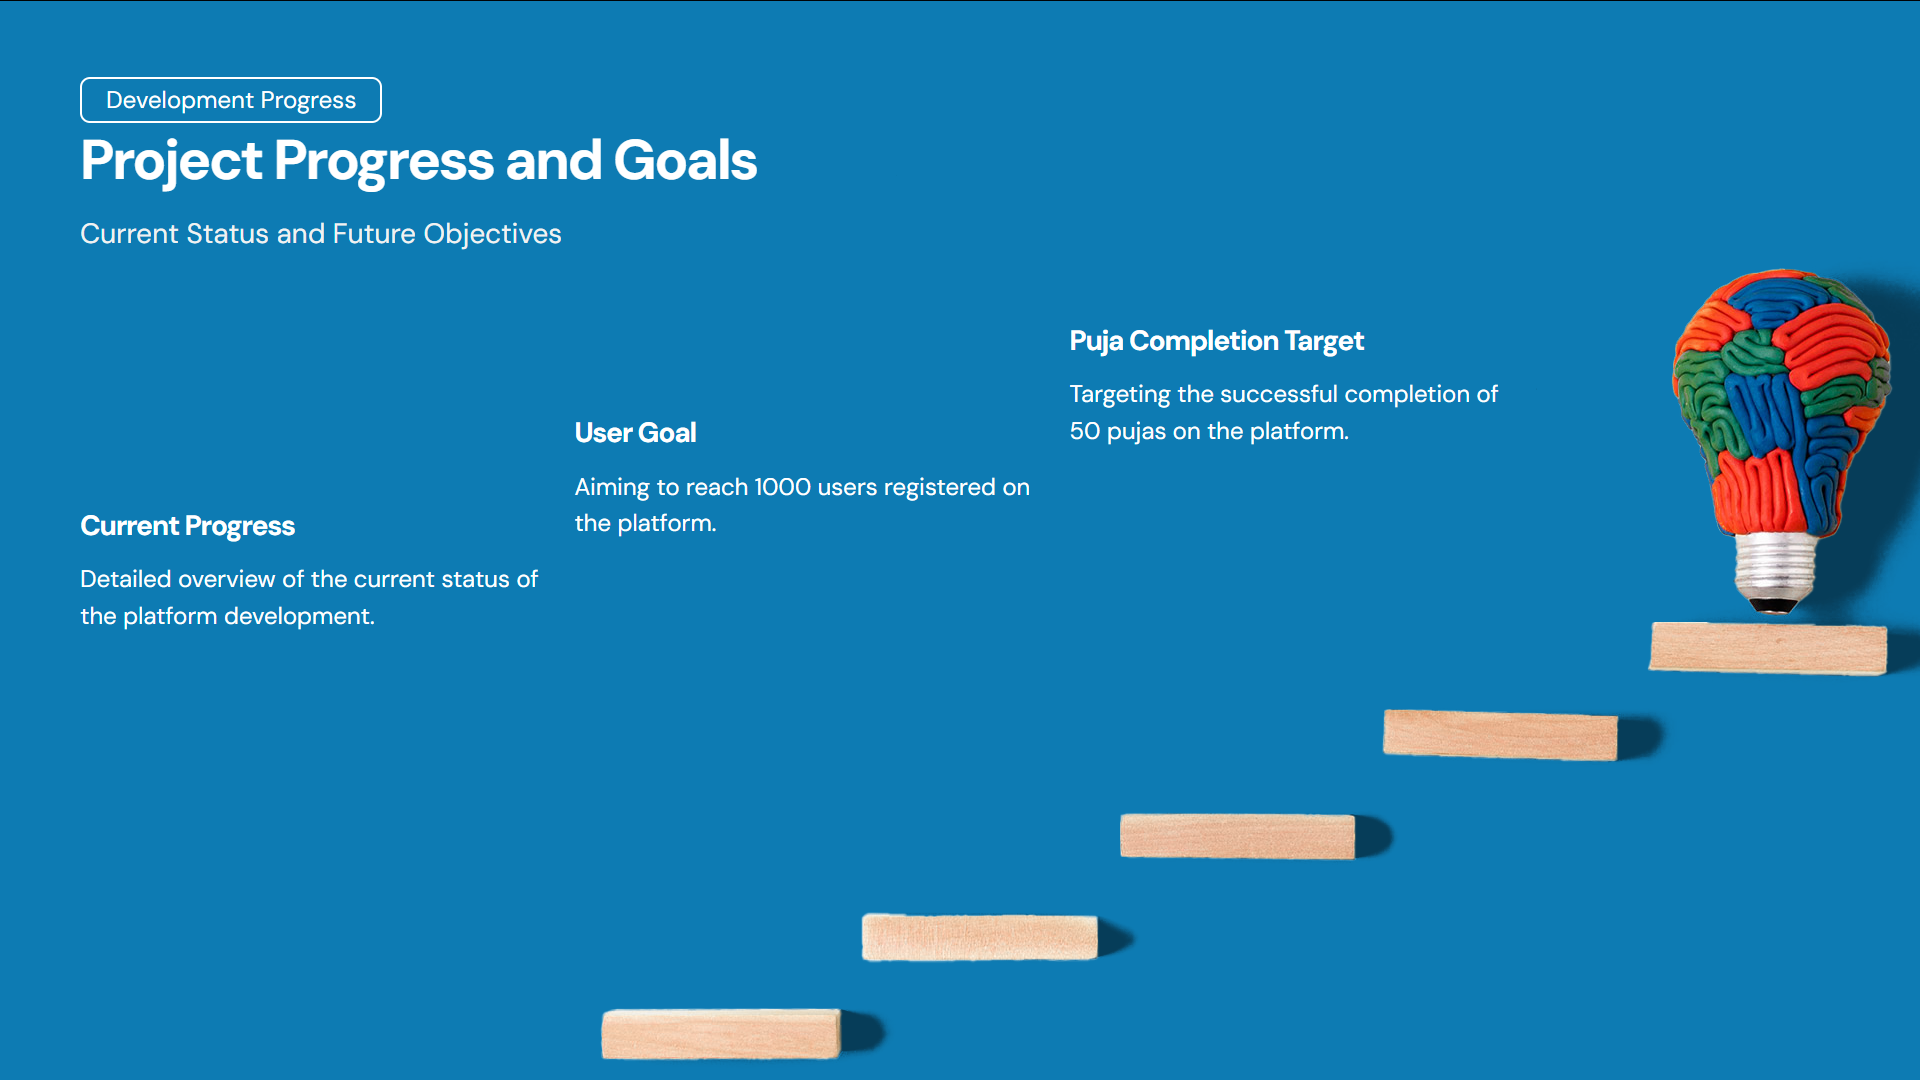 Development Progress
Project Progress and Goals
Current Status and Future Objectives
Current Progress
Detailed overview of the current status of
the platform development.
User Goal
Aiming to reach 1000 users registered on
the platform.
Puja Completion Target
Targeting the successful completion of
50 pujas on the platform.